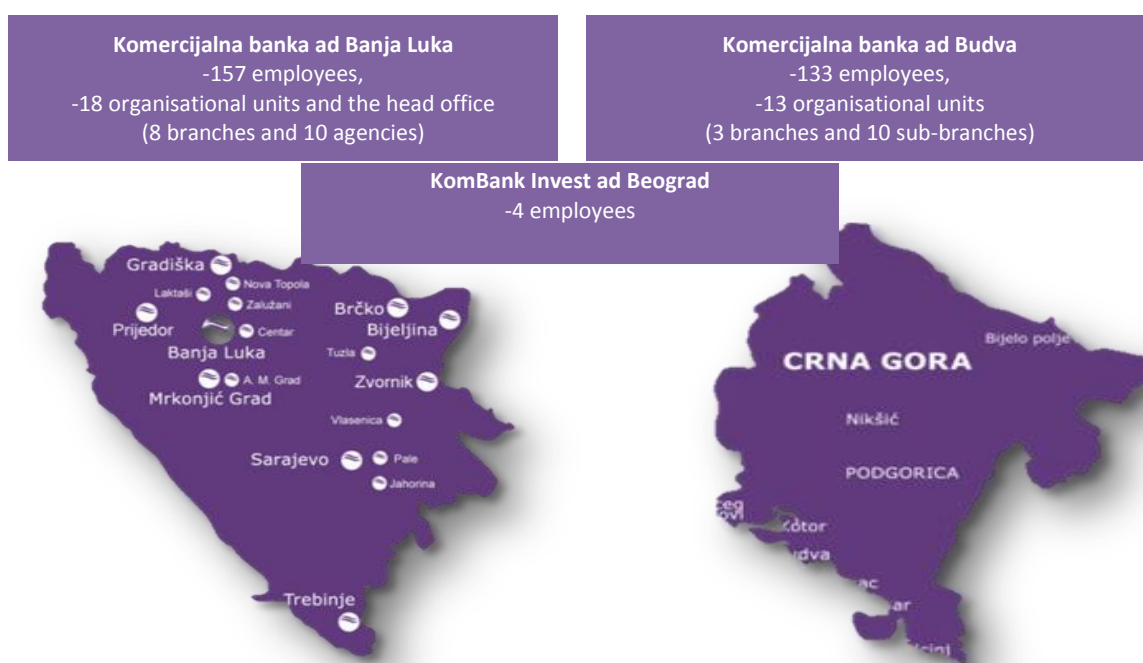 Komercijalna banka ad Banja Luka
-157 employees,
-18 organisational units and the head office
(8 branches and 10 agencies)
Komercijalna banka ad Budva
-133 employees,
-13 organisational units
(3 branches and 10 sub-branches)
KomBank Invest ad Beograd
-4 employees
Gradiška
Nova Topola
Laktaši
Zalužani
Prijedor
Centar
Banja Luka
Brčko
Bijeljina
Tuzla
A. M. Grad
Mrkonjić Grad
Zvornik
Vlasenica
Sarajevo
Pale
Jahorina
Trebinje
Bijelo polje
CRNA GORA
Nikšić
PODGORICA